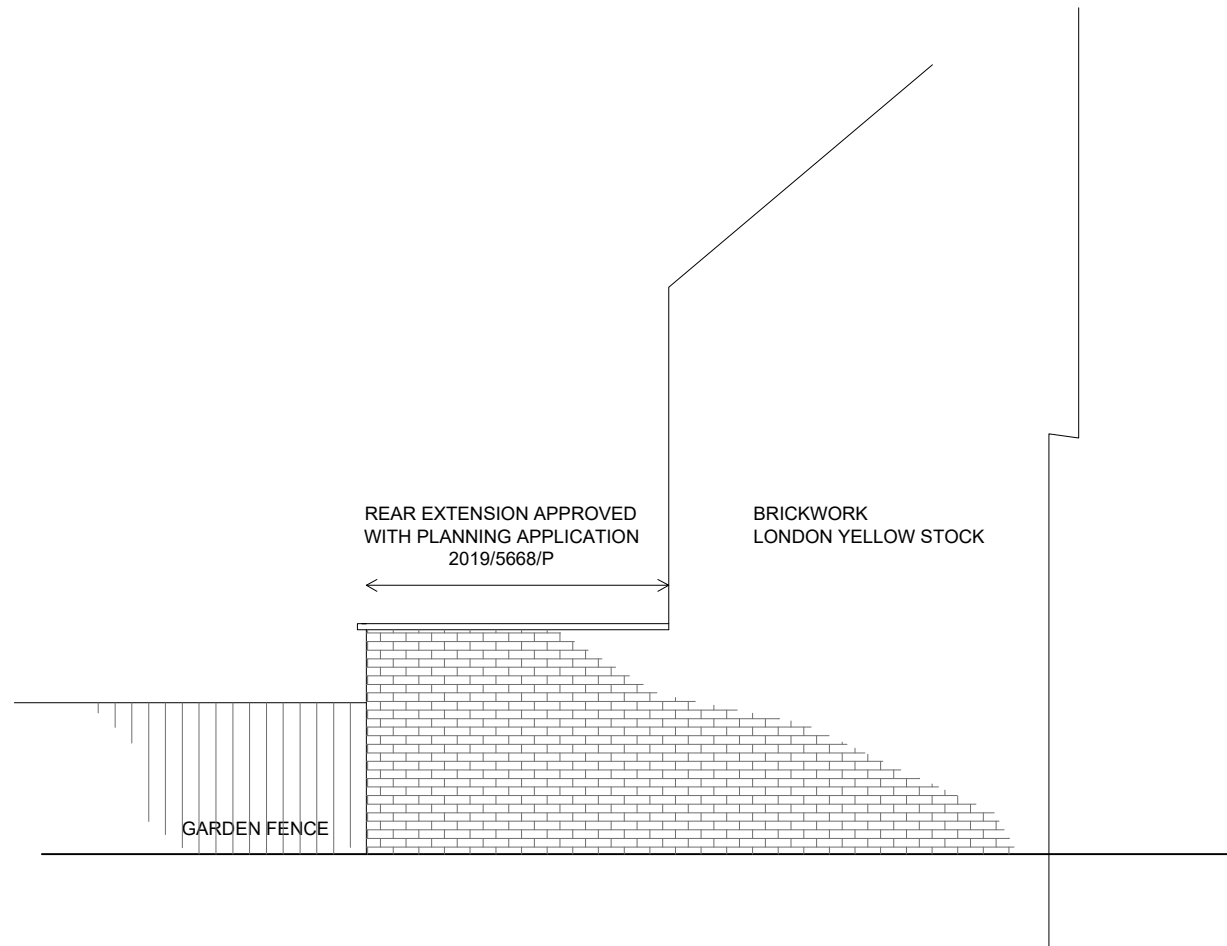 REAR EXTENSION APPROVED
WITH PLANNING APPLICATION
2019/5668/P
BRICKWORK
LONDON YELLOW STOCK
GARDEN FENCE